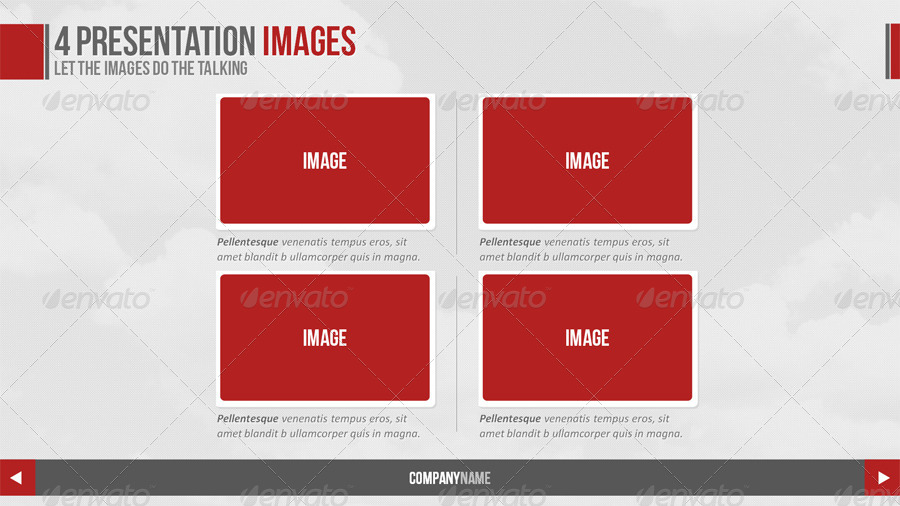 4 PRESENTATION IMAGES
LET THE IMAGES DO THE TALKING
IMAGE
IMAGE
Pellentesque venenatis tempus eros, sit
amet blandit b ullamcorper quis in magna.
Pellentesque venenatis tempus eros, sit
amet blandit b ullamcorper quis in magna.
IMAGE
IMAGE
Pellentesque venenatis tempus eros, sit
amet blandit b ullamcorper quis in magna.
Pellentesque venenatis tempus eros, sit
amet blandit b ullamcorper quis in magna.
COMPANYNAME
envato
envato
envato
envato
envato
envato
envato
envato
envato
envato
envato
envato